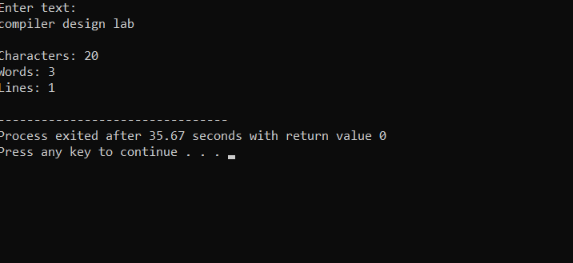 Enter text:
compiler design lab
Characters: 20
Words: 3
Lines: 1
--------------------------------
Process exited after 35.67 seconds with return value 0
Press any key to continue . . .